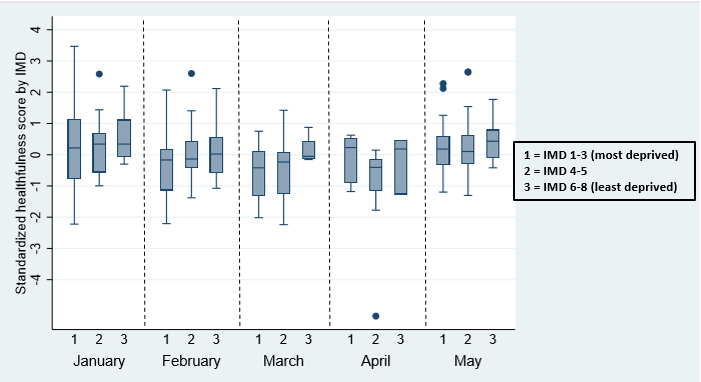 Standardized healthfulness score by IMD
4
3
2
1
0
-1
-2
-3
-4
1 2 3 1 2 3 1 2 3 1 2 3 1 2 3
January February March April May
1 = IMD 1-3 (most deprived)
2 = IMD 4-5
3 = IMD 6-8 (least deprived)